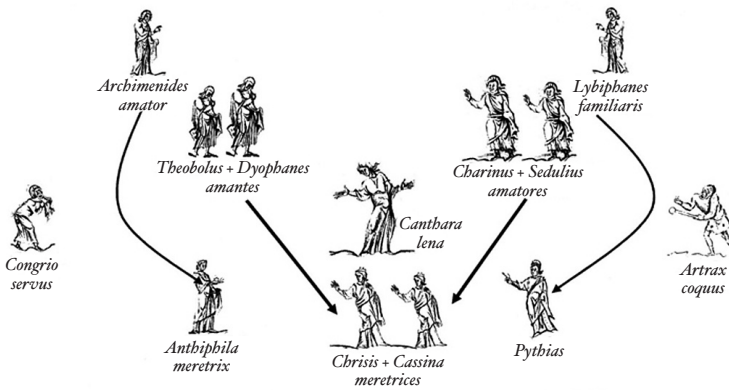 Archimenides
amator
Lybiphanes
familiaris
Theobolus + Dyophanes
amantes
Charinus + Sedulius
amatores
Canthara
lena
Congrio
servus
Artrax
coquus
Anthiphila
meretrix
Chrisis + Cassina
meretrices
Pythias